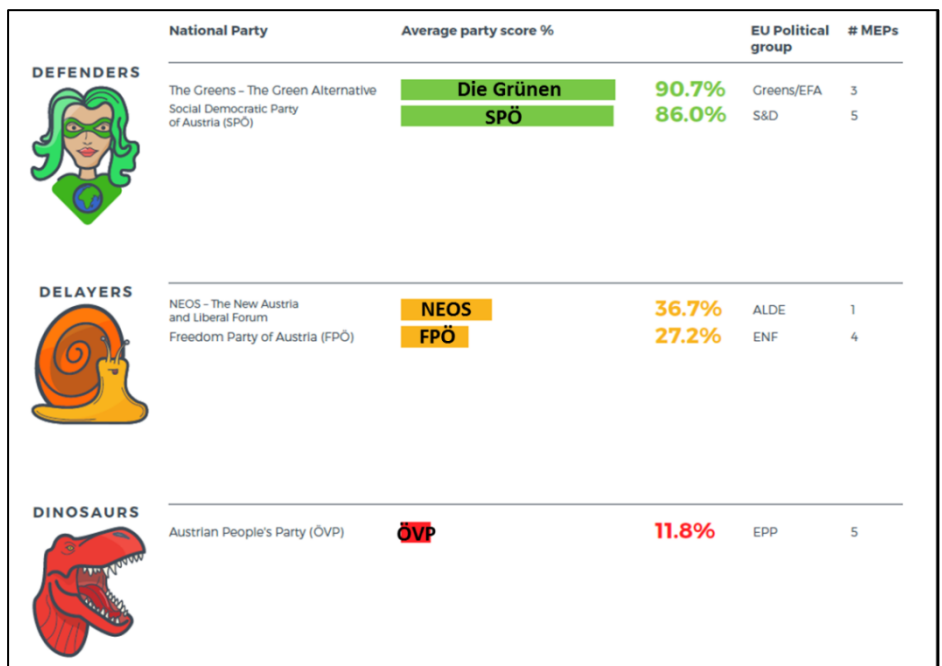 National Party Average party score % EU Political group # MEPs
DEFENDERS
The Greens – The Green Alternative Die Grünen 90.7% Greens/EFA 3
Social Democratic Party
of Austria (SPÖ) SPÖ 86.0% S&D 5
DELAYERS
NEOS – The New Austria
and Liberal Forum NEOS 36.7% ALDE 1
Freedom Party of Austria (FPÖ) FPÖ 27.2% ENF 4
DINOSAURS
Austrian People's Party (ÖVP) ÖVP 11.8% EPP 5